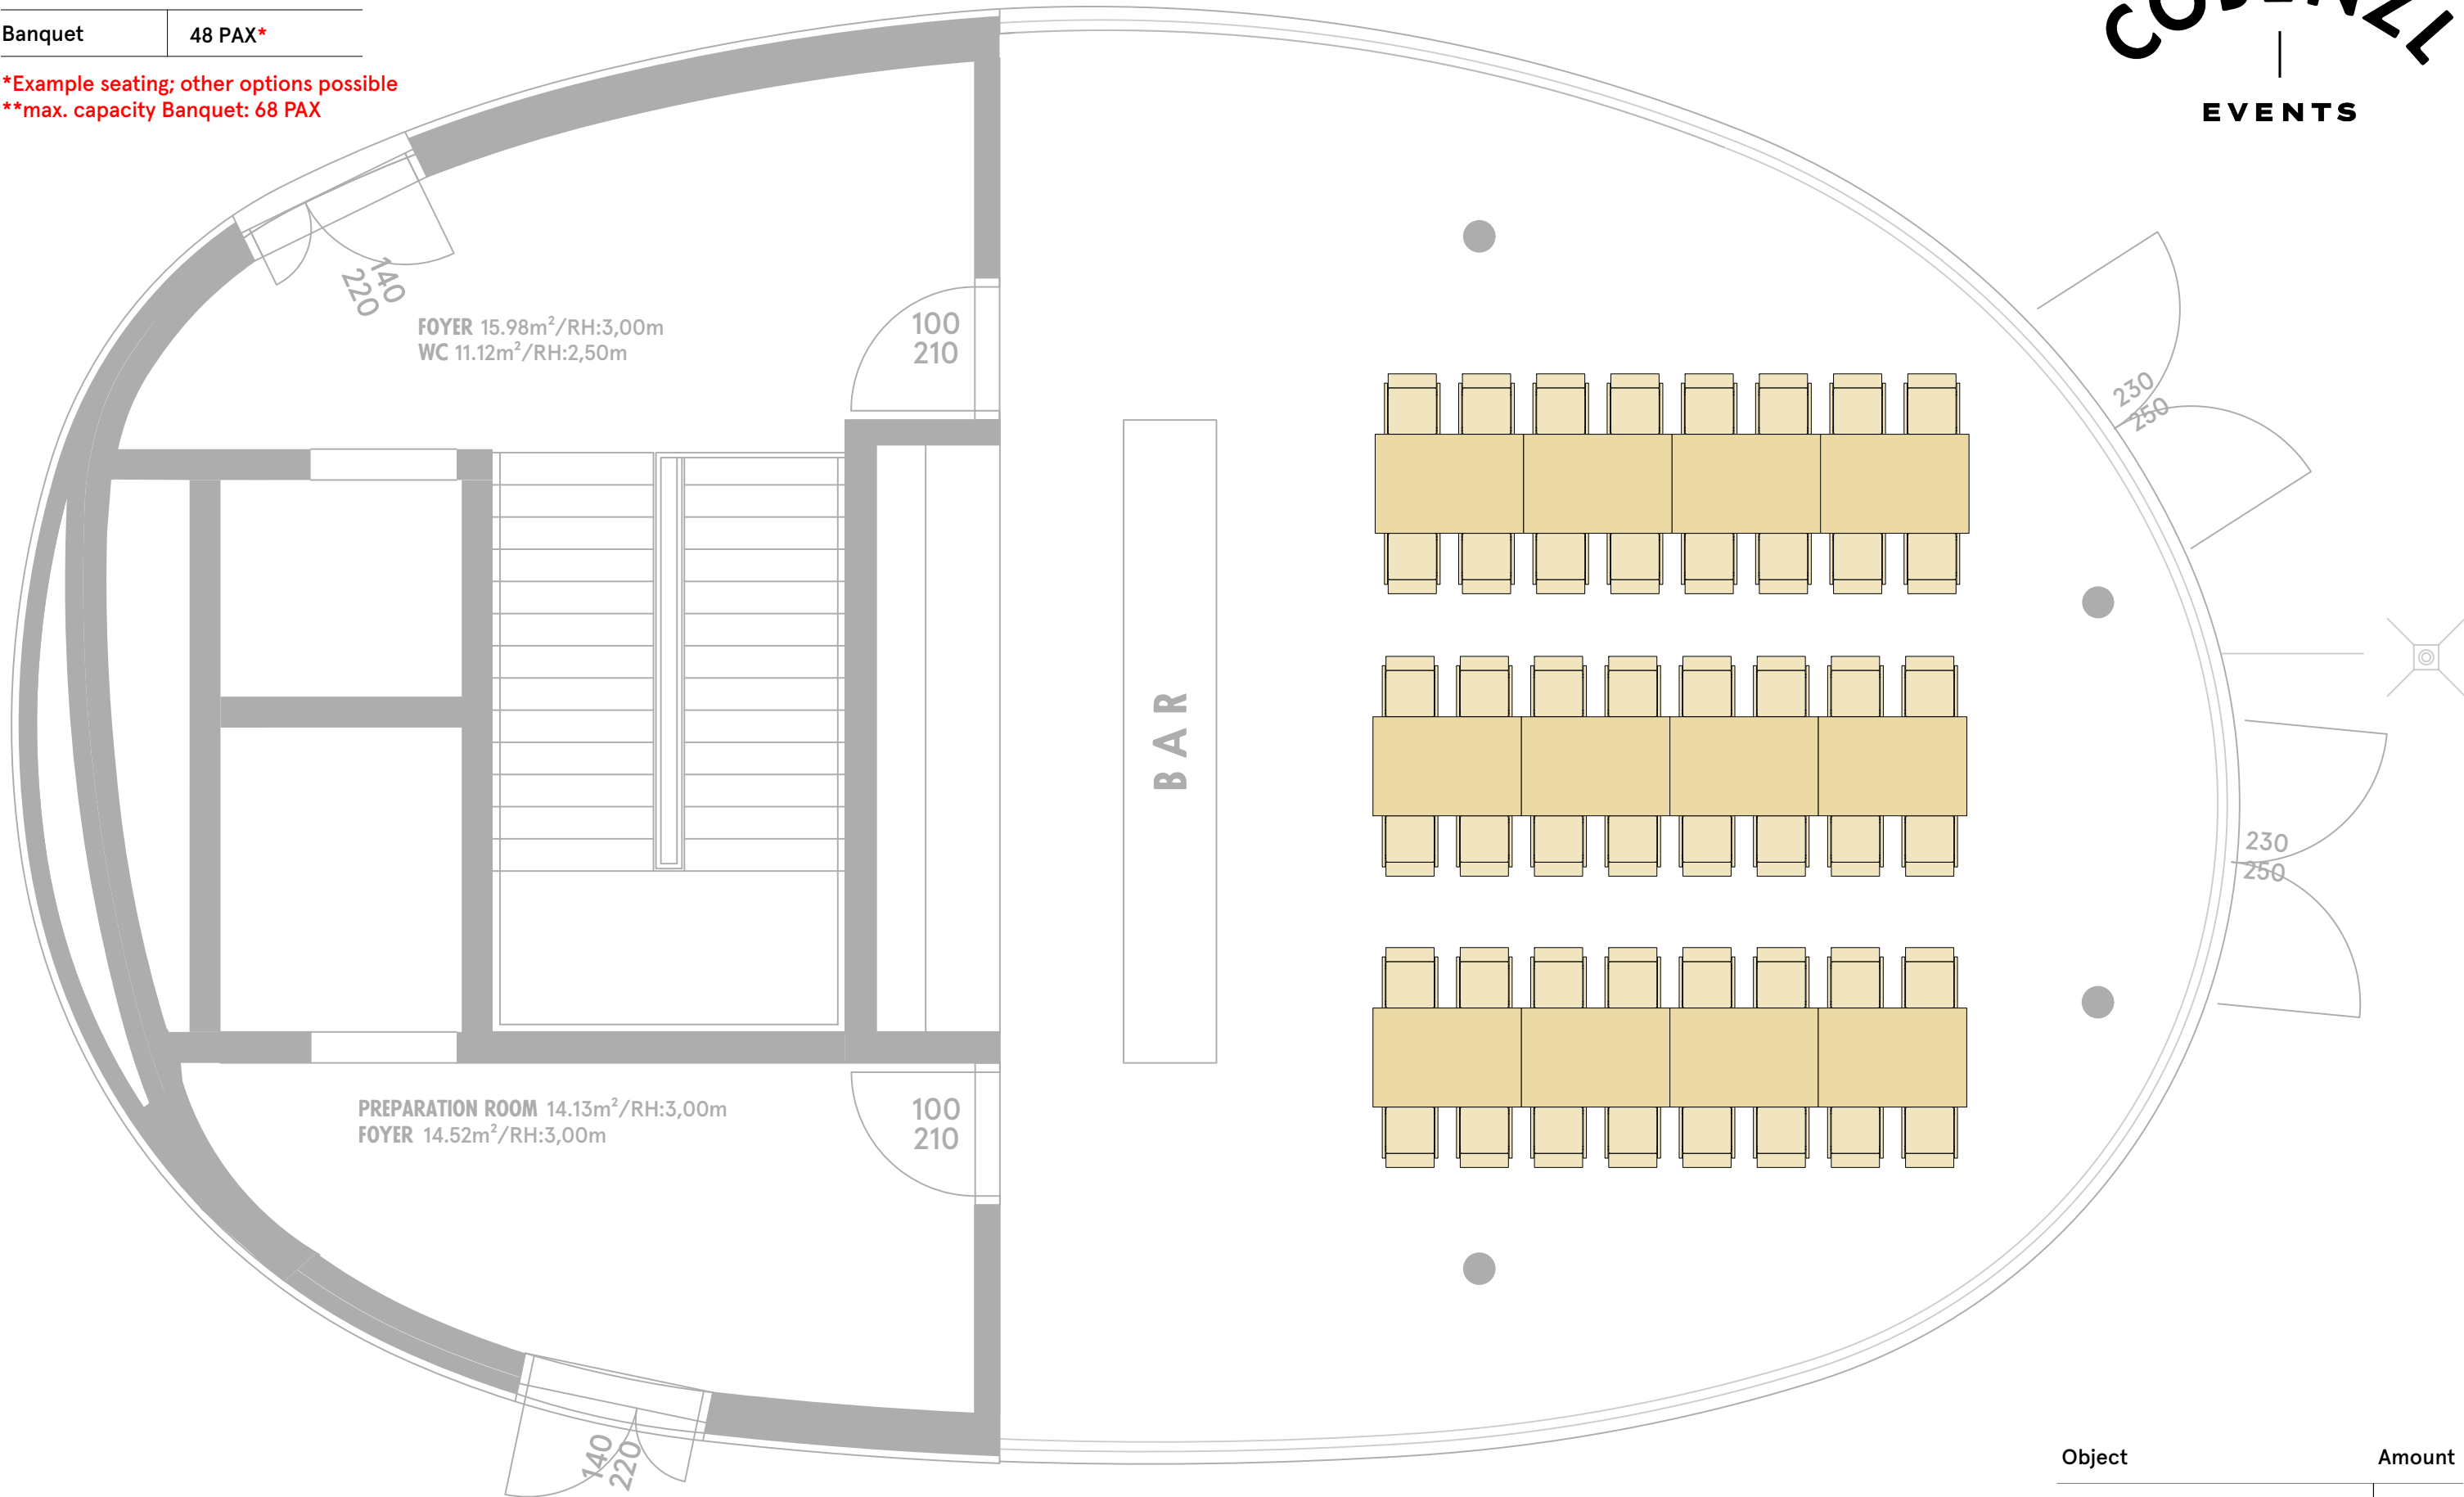 Banquet 48 PAX*
*Example seating; other options possible
**max. capacity Banquet: 68 PAX
EVENTS
140
220
FOYER 15.98m²/RH:3,00m
WC 11.12m²/RH:2,50m
100
210
230
250
BAR
230
250
PREPARATION ROOM 14.13m²/RH:3,00m
FOYER 14.52m²/RH:3,00m
100
210
140
220
Object Amount